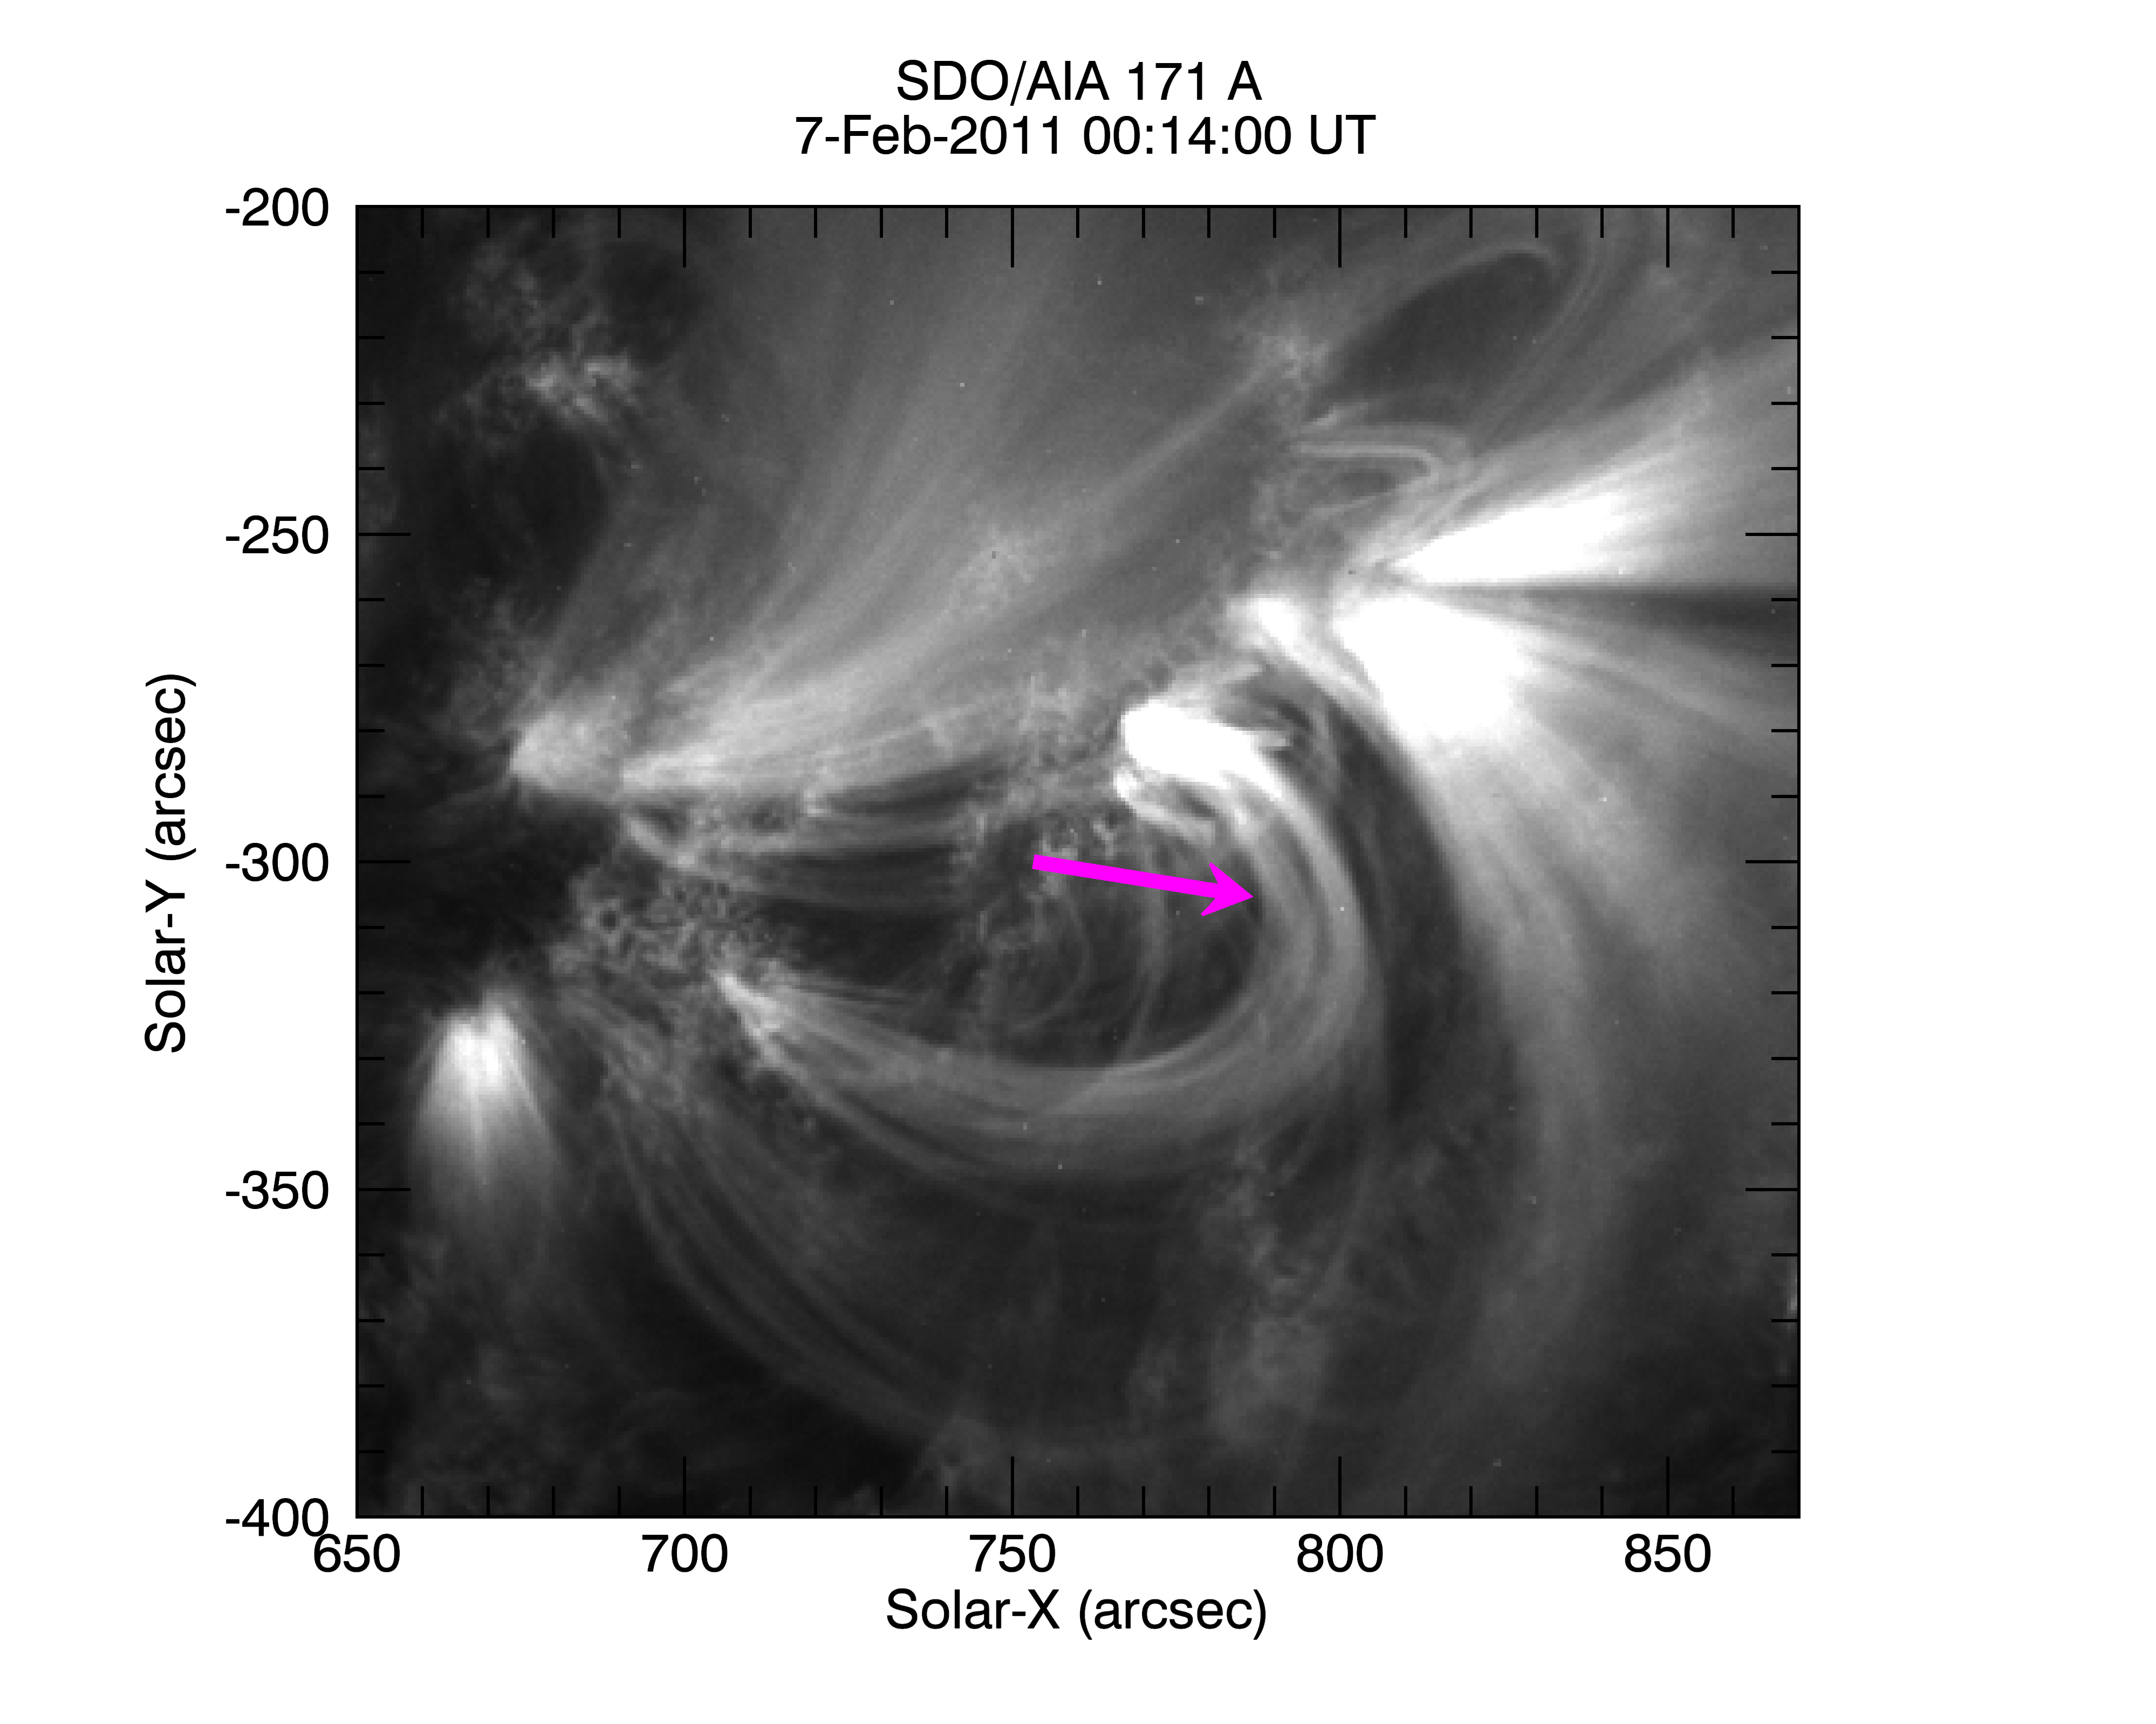 SDO/AIA 171 A
7-Feb-2011 00:14:00 UT
-200
-250
-300
-350
-400
Solar-Y (arcsec)
650 700 750 800 850
Solar-X (arcsec)